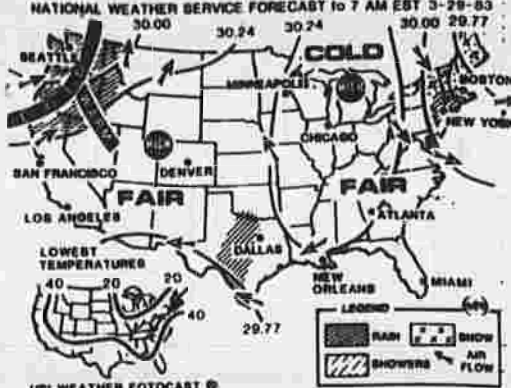 NATIONAL WEATHER SERVICE FORECAST to 7 AM EST 3-29-83
30.00 30.24 30.24 30.00 29.77
SEATTLE
COLD
MINNEAPOLIS
BOSTON
NEW YORK
CHICAGO
SAN FRANCISCO
DENVER
FAIR
FAIR
LOS ANGELES
ATLANTA
LOWEST
TEMPERATURES
DALLAS
NEW
ORLEANS
MIAMI
40 20 20
40
29.77
LEGEND
RAIN
SNOW
SHOWERS
AIR
FLOW
UPI WEATHER FOTOCAST ©